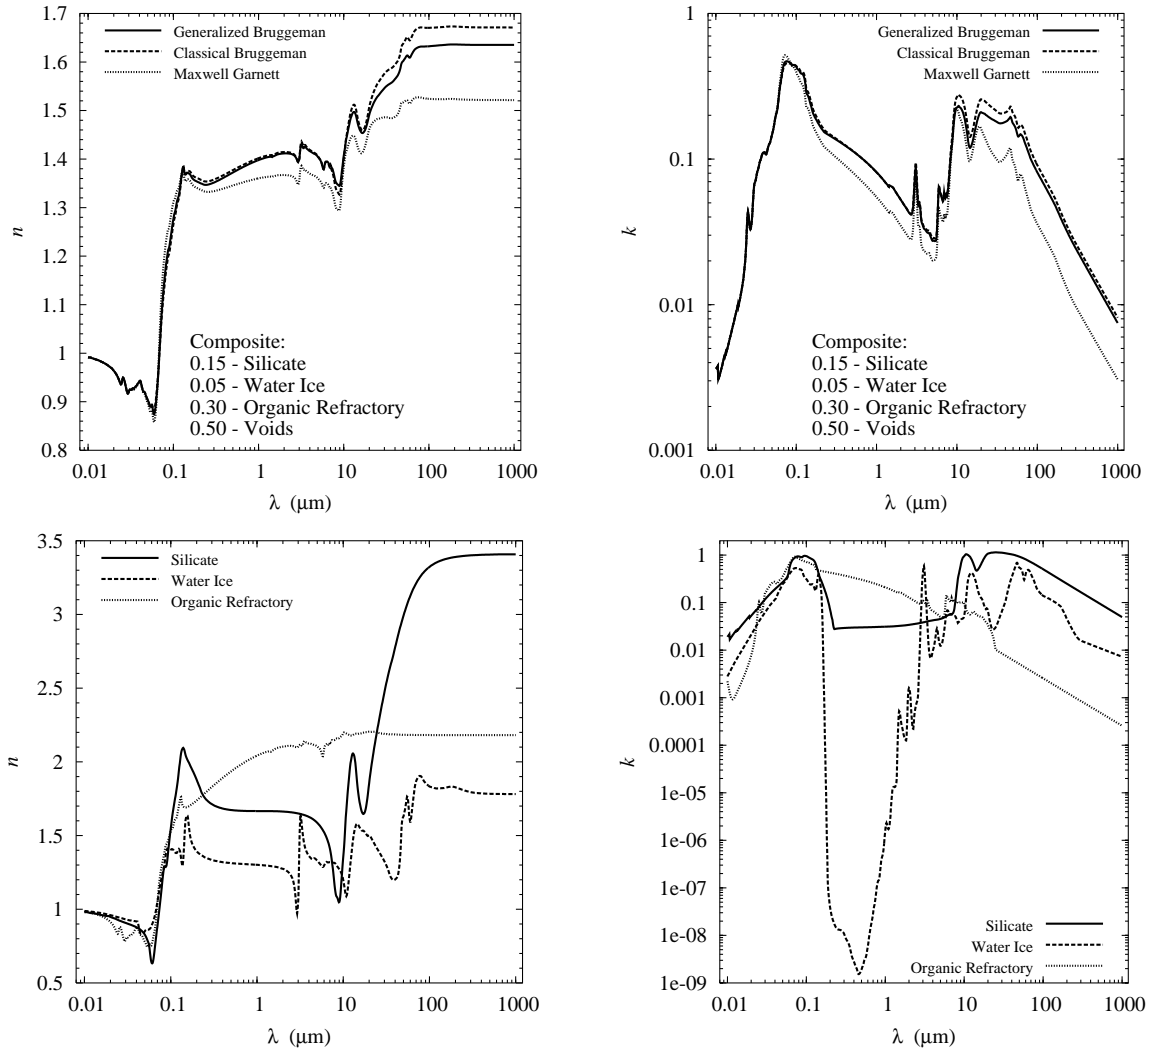 1.7
1.6
1.5
1.4
1.3
1.2
1.1
1
0.9
0.8
n
Generalized Bruggeman
Classical Bruggeman
Maxwell Garnett
Composite:
0.15 - Silicate
0.05 - Water Ice
0.30 - Organic Refractory
0.50 - Voids
0.01 0.1 1 10 100 1000
λ (μm)
1
0.1
0.01
0.001
k
Generalized Bruggeman
Classical Bruggeman
Maxwell Garnett
Composite:
0.15 - Silicate
0.05 - Water Ice
0.30 - Organic Refractory
0.50 - Voids
0.01 0.1 1 10 100 1000
λ (μm)
3.5
3
2.5
2
1.5
1
0.5
n
Silicate
Water Ice
Organic Refractory
0.01 0.1 1 10 100 1000
λ (μm)
1
0.1
0.01
0.001
0.0001
1e-05
1e-06
1e-07
1e-08
1e-09
k
Silicate
Water Ice
Organic Refractory
0.01 0.1 1 10 100 1000
λ (μm)